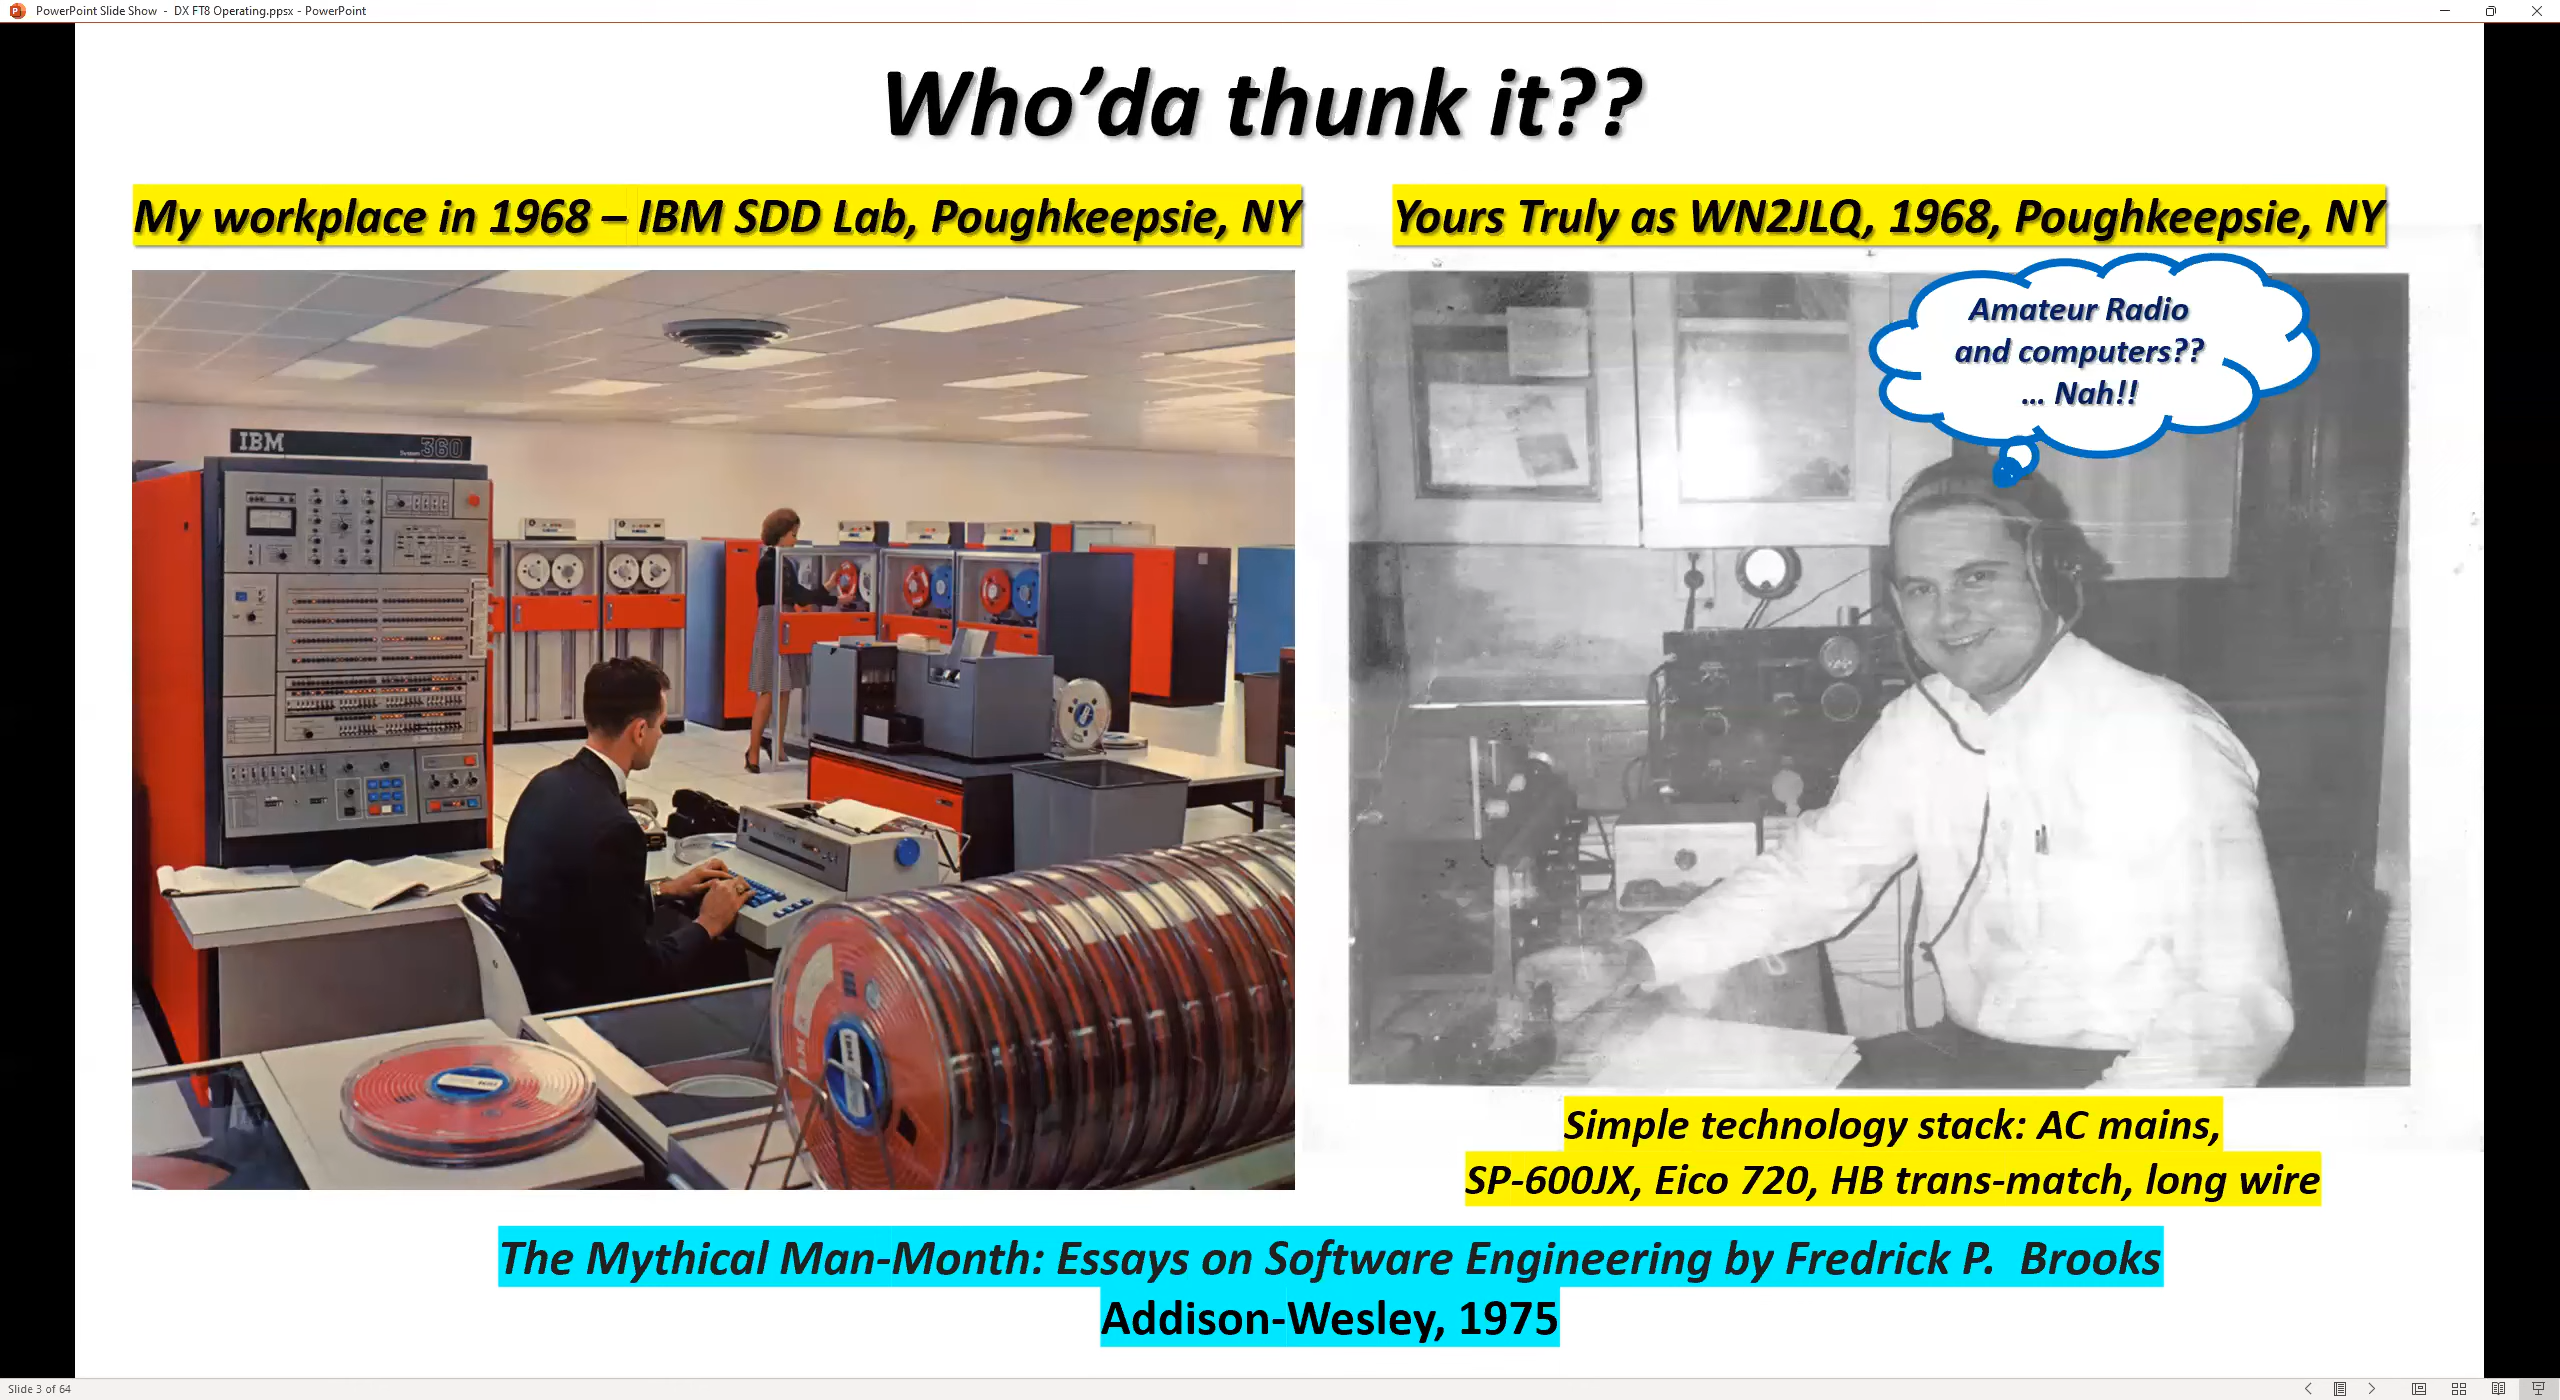 PowerPoint Slide Show - DX FT8 Operating.ppsx - PowerPoint
Who’da thunk it??
My workplace in 1968 – IBM SDD Lab, Poughkeepsie, NY
Yours Truly as WN2JLQ, 1968, Poughkeepsie, NY
Amateur Radio
and computers??
... Nah!!
IBM
System 360
Simple technology stack: AC mains,
SP-600JX, Eico 720, HB trans-match, long wire
The Mythical Man-Month: Essays on Software Engineering by Fredrick P.  Brooks
Addison-Wesley, 1975
Slide 3 of 64